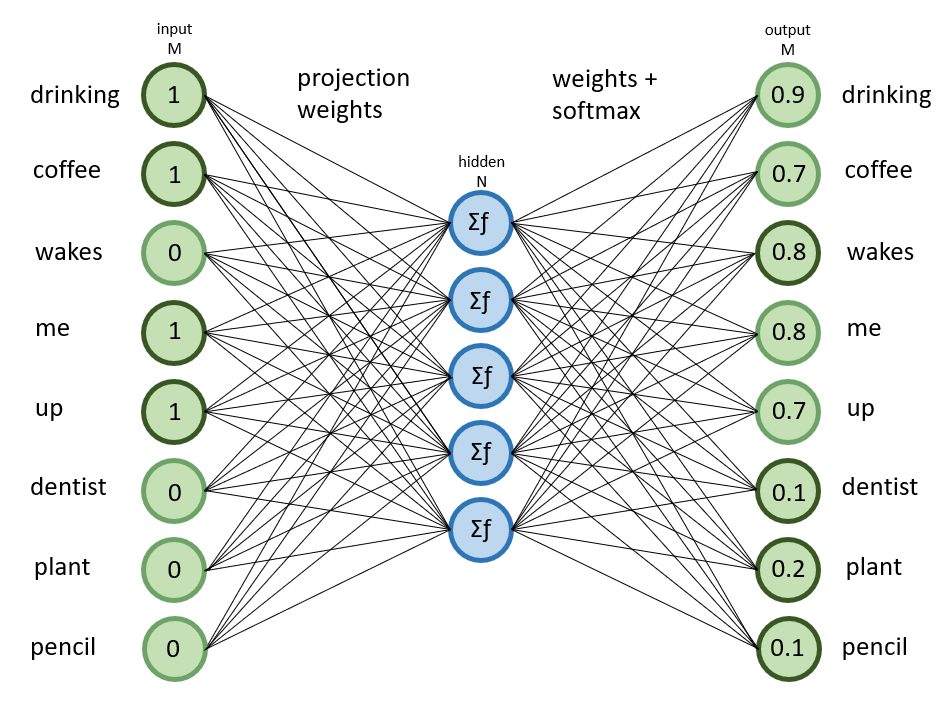 input
M
output
M
projection
weights
weights +
softmax
hidden
N
drinking 1 0.9 drinking
coffee 1 0.7 coffee
wakes 0 0.8 wakes
me 1 0.8 me
up 1 0.7 up
dentist 0 0.1 dentist
plant 0 0.2 plant
pencil 0 0.1 pencil
Σƒ
Σƒ
Σƒ
Σƒ
Σƒ